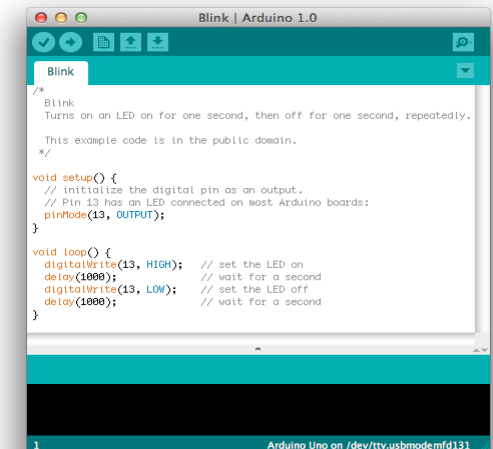 Blink | Arduino 1.0
Blink
/*
  Blink
  Turns on an LED on for one second, then off for one second, repeatedly.

  This example code is in the public domain.
 */

void setup() {
  // initialize the digital pin as an output.
  // Pin 13 has an LED connected on most Arduino boards:
  pinMode(13, OUTPUT);
}

void loop() {
  digitalWrite(13, HIGH);   // set the LED on
  delay(1000);              // wait for a second
  digitalWrite(13, LOW);    // set the LED off
  delay(1000);              // wait for a second
}
1
Arduino Uno on /dev/tty.usbmodemfd131